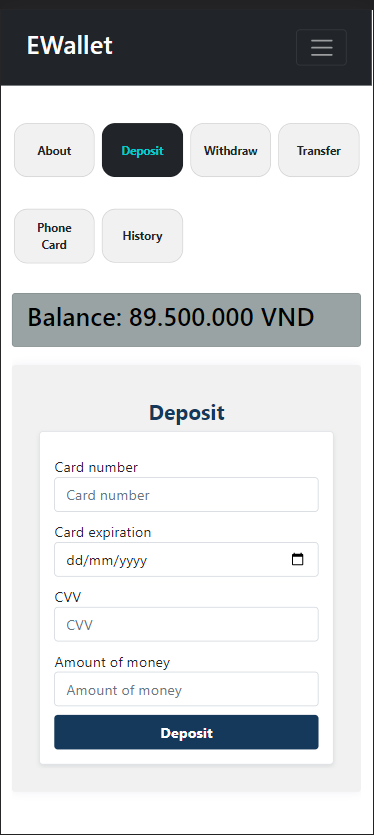 EWallet
About
Deposit
Withdraw
Transfer
Phone
Card
History
Balance: 89.500.000 VND
Deposit
Card number
Card number
Card expiration
dd/mm/yyyy
CVV
CVV
Amount of money
Amount of money
Deposit